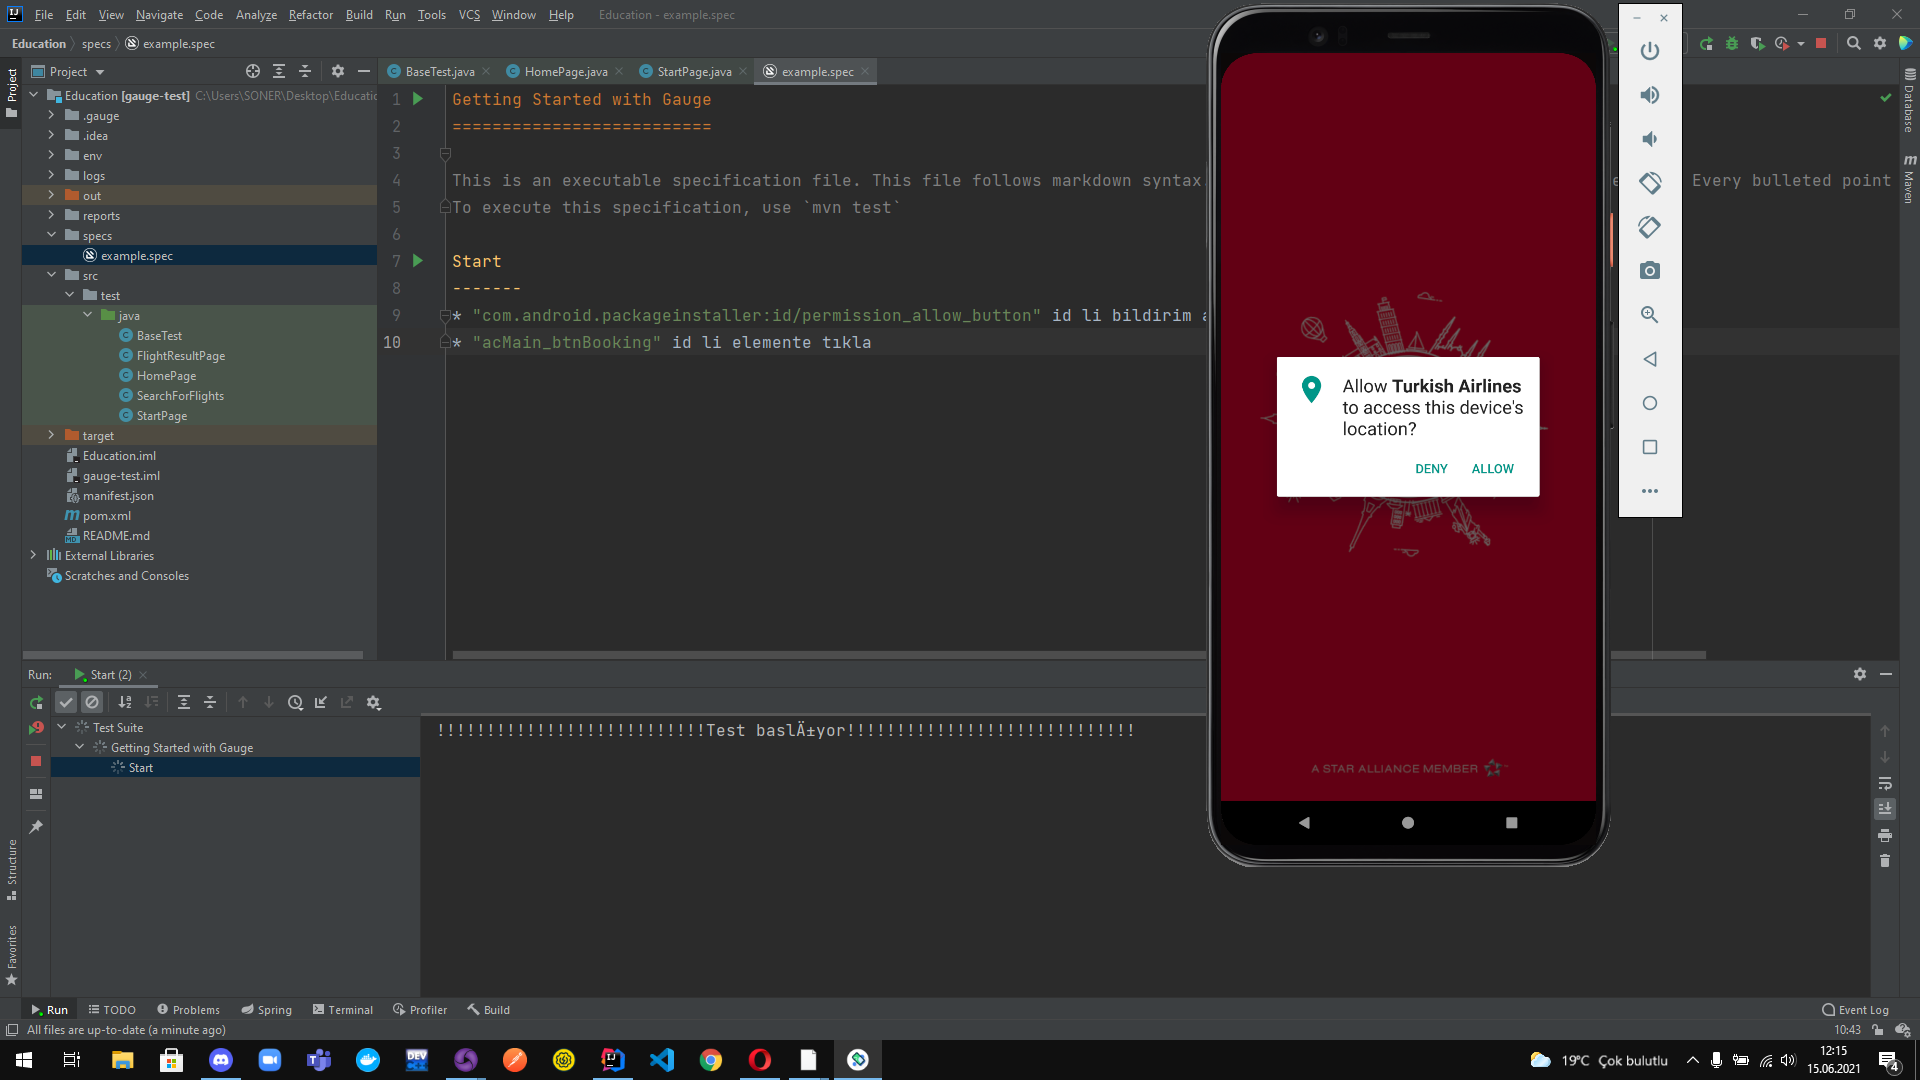 File Edit View Navigate Code Analyze Refactor Build Run Tools VCS Window Help Education - example.spec
Education specs example.spec
Project
BaseTest.java HomePage.java StartPage.java example.spec
Project
Education [gauge-test] C:\Users\SONER\Desktop\Educatio
.gauge
.idea
env
logs
out
reports
specs
example.spec
src
test
java
BaseTest
FlightResultPage
HomePage
SearchForFlights
StartPage
target
Education.iml
gauge-test.iml
manifest.json
pom.xml
README.md
External Libraries
Scratches and Consoles
1 Getting Started with Gauge
2 ==========================
3
4 This is an executable specification file. This file follows markdown syntax. Every bulleted point
5 To execute this specification, use `mvn test`
6
7 Start
8 -------
9 * "com.android.packageinstaller:id/permission_allow_button" id li bildirim a
10 * "acMain_btnBooking" id li elemente tıkla
Allow Turkish Airlines
to access this device's
location?
DENY ALLOW
A STAR ALLIANCE MEMBER
Database
Maven
Run: Start (2)
Test Suite
Getting Started with Gauge
Start
!!!!!!!!!!!!!!!!!!!!!!!!!!!Test baslÄ±yor!!!!!!!!!!!!!!!!!!!!!!!!!!!!!
Structure
Favorites
Run TODO Problems Spring Terminal Profiler Build Event Log
All files are up-to-date (a minute ago) 10:43
19°C Çok bulutlu
12:15
15.06.2021
4